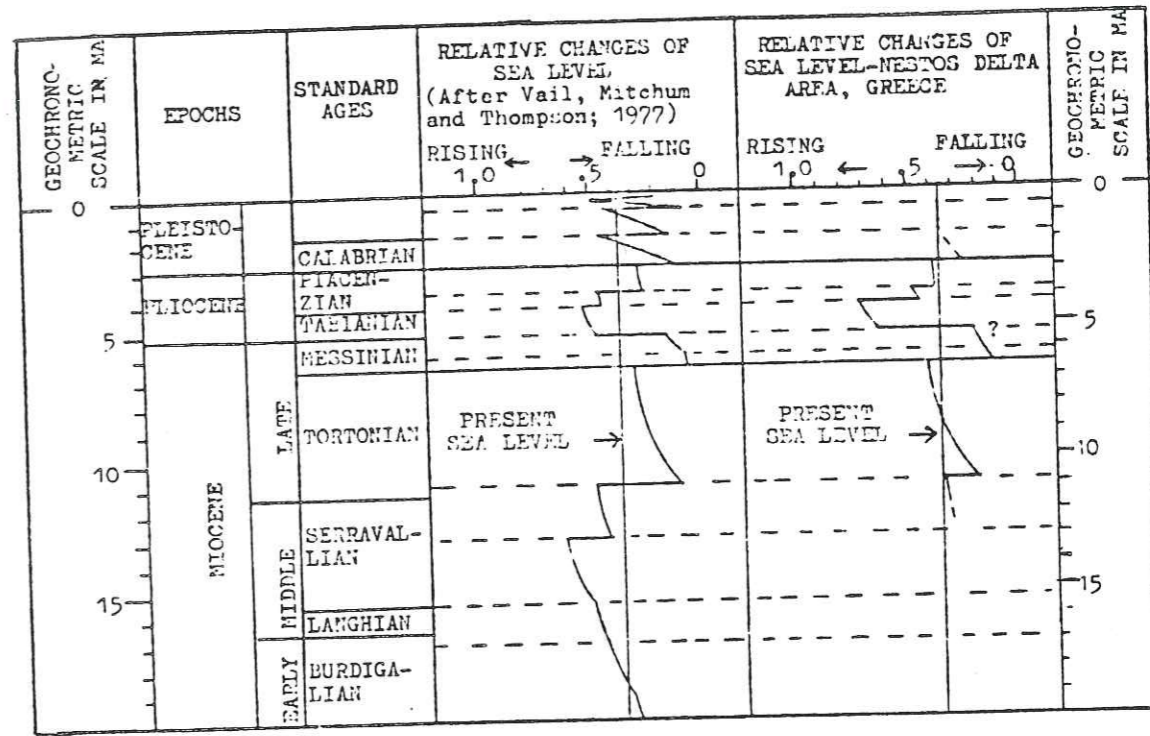 GEOCHRONO-
METRIC
SCALE IN MA
EPOCHS
STANDARD
AGES
RELATIVE CHANGES OF
SEA LEVEL
(After Vail, Mitchum
and Thompson; 1977)
RISING ← → FALLING
1.0 .5 0
RELATIVE CHANGES OF
SEA LEVEL-NESTOS DELTA
AREA, GREECE
RISING ← FALLING →
1.0 .5 0
GEOCHRONO-
METRIC
SCALE IN MA
0
5
10
15
PLEISTO-
CENE
PLIOCENE
MIOCENE
LATE
MIDDLE
EARLY
CALABRIAN
PIACEN-
ZIAN
TABIANIAN
MESSINIAN
TORTONIAN
SERRAVAL-
LIAN
LANGHIAN
BURDIGA-
LIAN
PRESENT
SEA LEVEL →
?
PRESENT
SEA LEVEL →
0
5
10
15